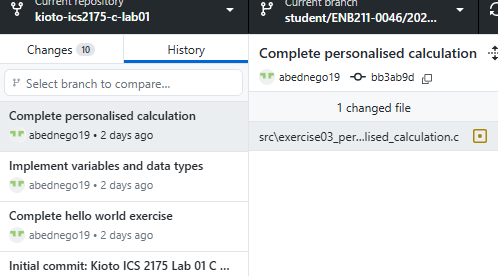 Current repository
kioto-ics2175-c-lab01
Current branch
student/ENB211-0046/202...
Changes 10
History
Select branch to compare...
Complete personalised calculation
abednego19 • 2 days ago
Implement variables and data types
abednego19 • 2 days ago
Complete hello world exercise
abednego19 • 2 days ago
Initial commit: Kioto ICS 2175 Lab 01 C ...
Complete personalised calculation
abednego19 bb3ab9d
1 changed file
src\exercise03_per...lised_calculation.c